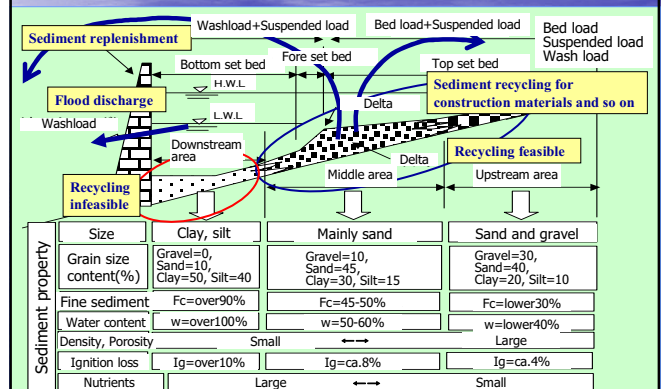 Washload+Suspended load
Bed load+Suspended load
Bed load
Suspended load
Wash load
Sediment replenishment
Bottom set bed
Fore set bed
Top set bed
H.W.L
Flood discharge
L.W.L
Delta
Sediment recycling for
construction materials and so on
Washload
Downstream
area
Delta
Recycling feasible
Middle area
Upstream area
Recycling
infeasible
Sediment property
Size
Clay, silt
Mainly sand
Sand and gravel
Grain size
content(%)
Gravel=0,
Sand=10,
Clay=50, Silt=40
Gravel=10,
Sand=45,
Clay=30, Silt=15
Gravel=30,
Sand=40,
Clay=20, Silt=10
Fine sediment
Fc=over90%
Fc=45-50%
Fc=lower30%
Water content
w=over100%
w=50-60%
w=lower40%
Density, Porosity
Small ←→ Large
Ignition loss
Ig=over10%
Ig=ca.8%
Ig=ca.4%
Nutrients
Large ←→ Small